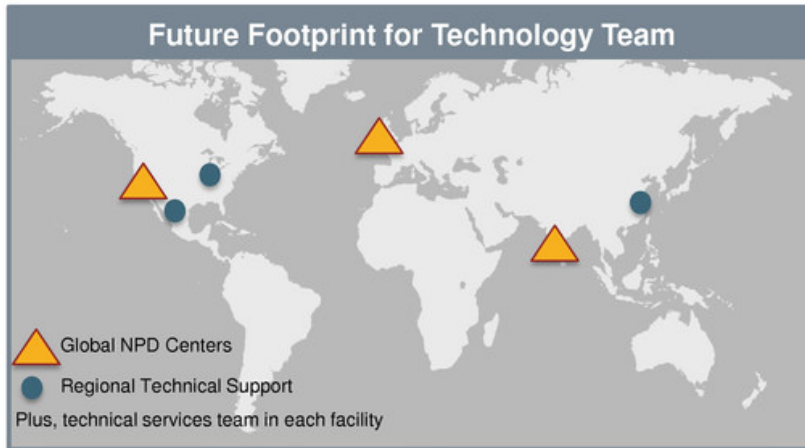 Future Footprint for Technology Team
Global NPD Centers
Regional Technical Support
Plus, technical services team in each facility